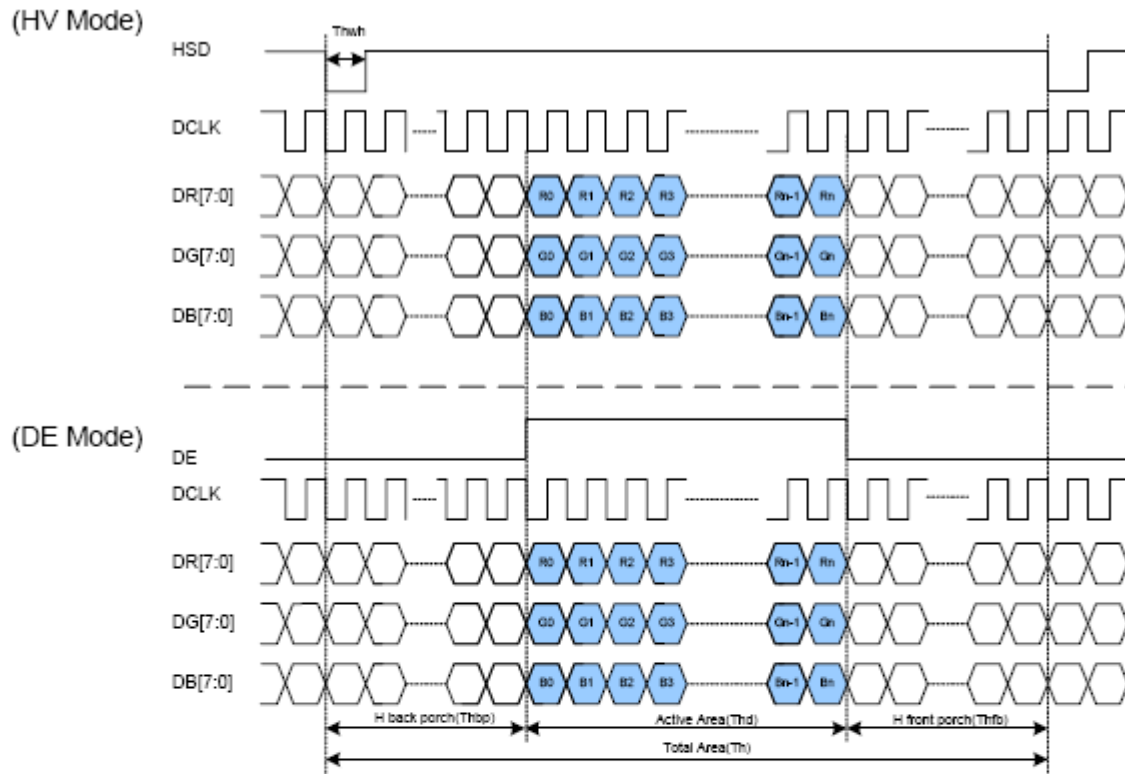 (HV Mode)
Thwh
HSD
DCLK
DR[7:0] R0 R1 R2 R3 Rn-1 Rn
DG[7:0] G0 G1 G2 G3 Gn-1 Gn
DB[7:0] B0 B1 B2 B3 Bn-1 Bn
(DE Mode)
DE
DCLK
DR[7:0] R0 R1 R2 R3 Rn-1 Rn
DG[7:0] G0 G1 G2 G3 Gn-1 Gn
DB[7:0] B0 B1 B2 B3 Bn-1 Bn
H back porch(Thbp) Active Area(Thd) H front porch(Thfb)
Total Area(Th)